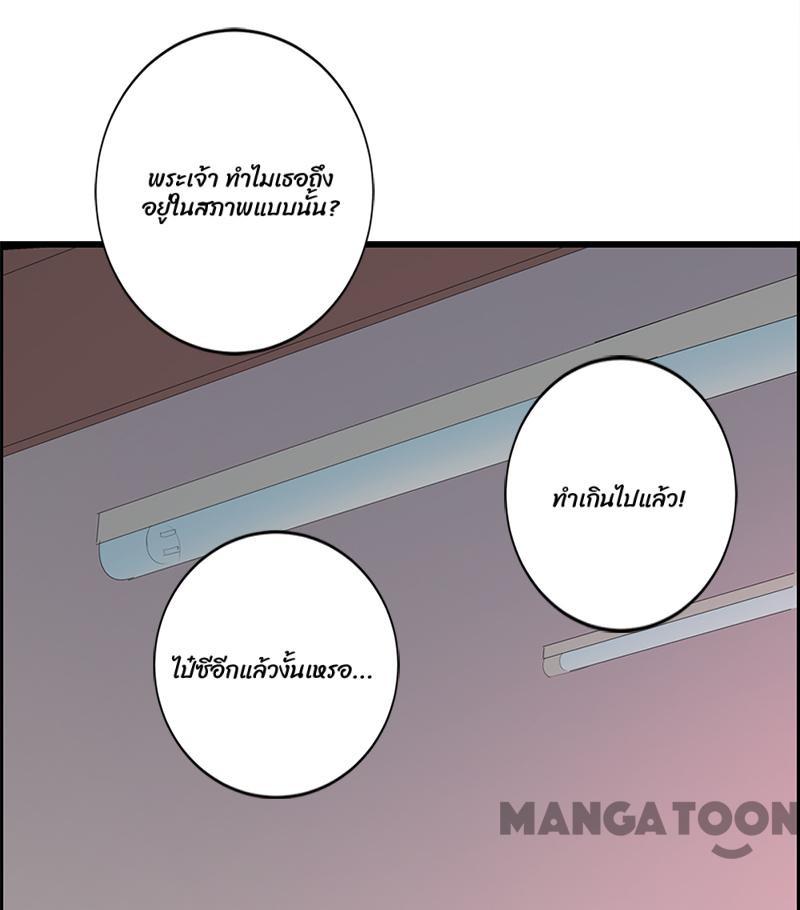 พระเจ้า ทำไมเธอถึง
อยู่ในสภาพแบบนั้น?
ทำเกินไปแล้ว!
ไป๋ซีอีกแล้วงั้นเหรอ...
MANGATOON